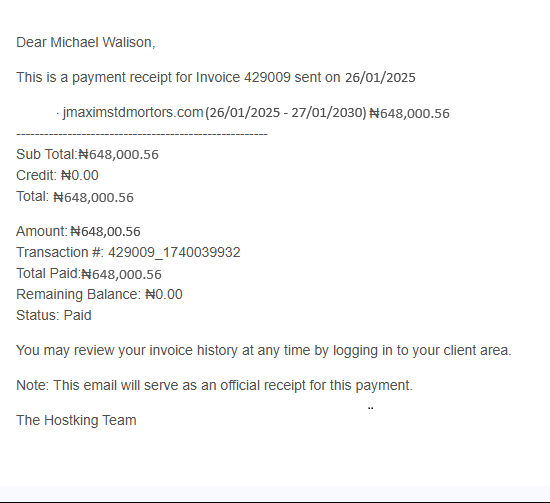 Dear Michael Walison,
This is a payment receipt for Invoice 429009 sent on 26/01/2025
· jmaximstdmortors.com (26/01/2025 - 27/01/2030) ₦648,000.56
------------------------------------------------------
Sub Total:₦648,000.56
Credit: ₦0.00
Total: ₦648,000.56
Amount: ₦648,00.56
Transaction #: 429009_1740039932
Total Paid:₦648,000.56
Remaining Balance: ₦0.00
Status: Paid
You may review your invoice history at any time by logging in to your client area.
Note: This email will serve as an official receipt for this payment.
..
The Hostking Team